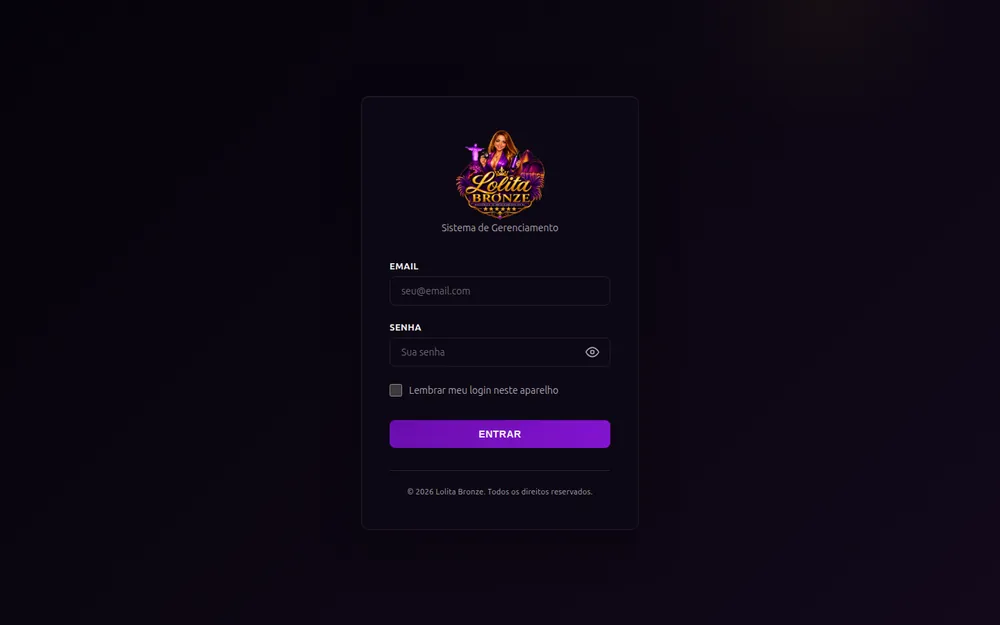 Lolita
BRONZE
Sistema de Gerenciamento
EMAIL
seu@email.com
SENHA
Sua senha
Lembrar meu login neste aparelho
ENTRAR
© 2026 Lolita Bronze. Todos os direitos reservados.